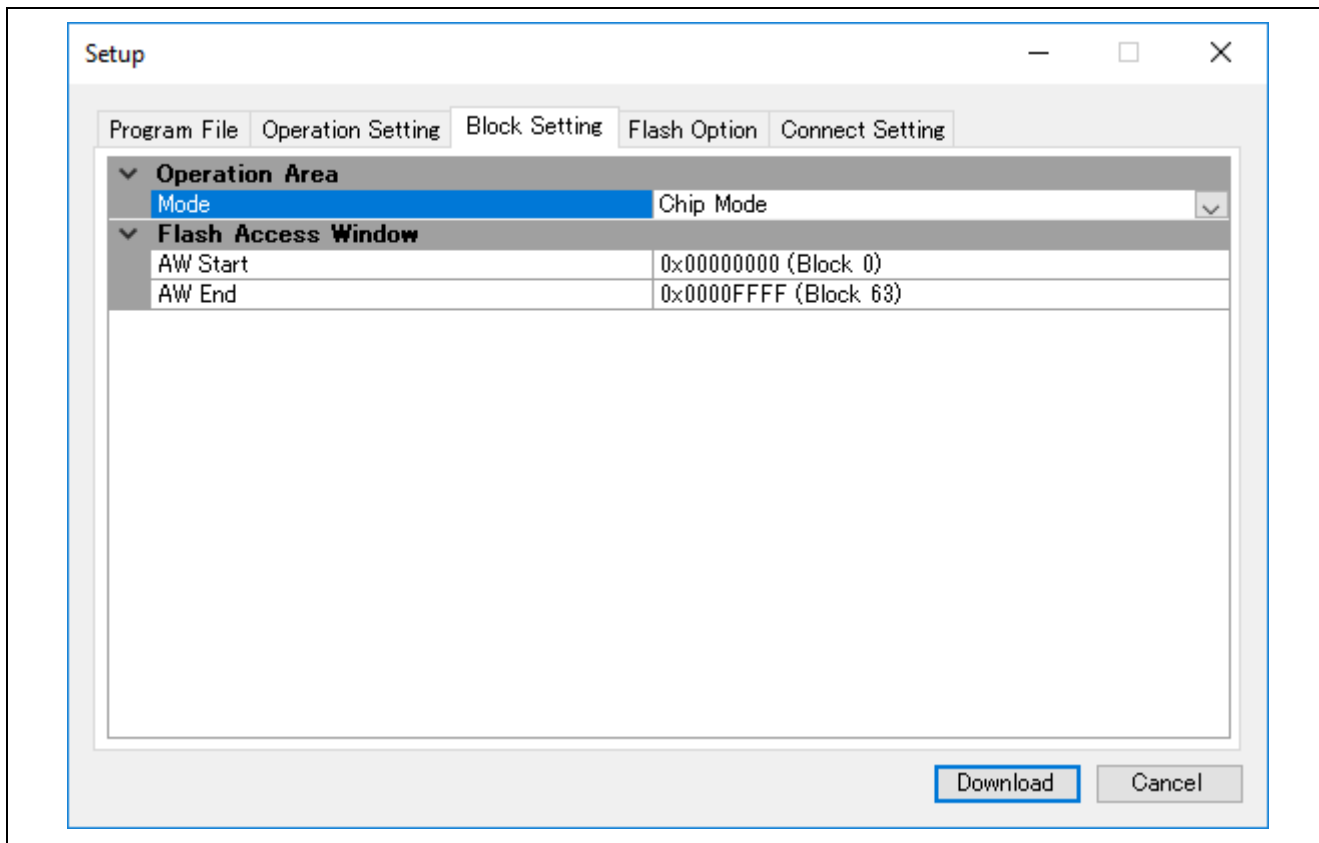 Setup
Program File Operation Setting Block Setting Flash Option Connect Setting
Operation Area
Mode Chip Mode
Flash Access Window
AW Start 0x00000000 (Block 0)
AW End 0x0000FFFF (Block 63)
Download Cancel